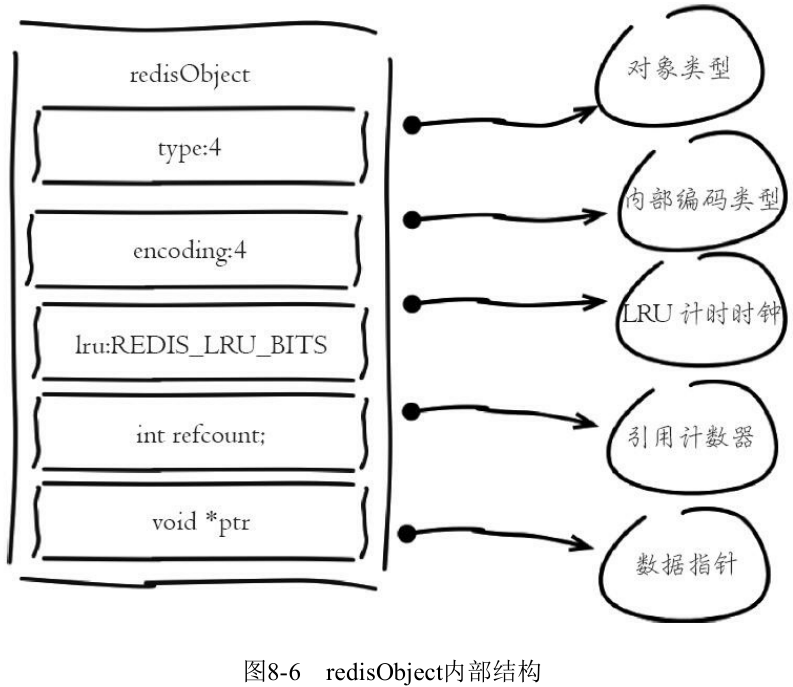 redisObject
对象类型
type:4
内部编码类型
encoding:4
LRU 计时时钟
lru:REDIS_LRU_BITS
引用计数器
int refcount;
void *ptr
数据指针
图8-6 redisObject内部结构